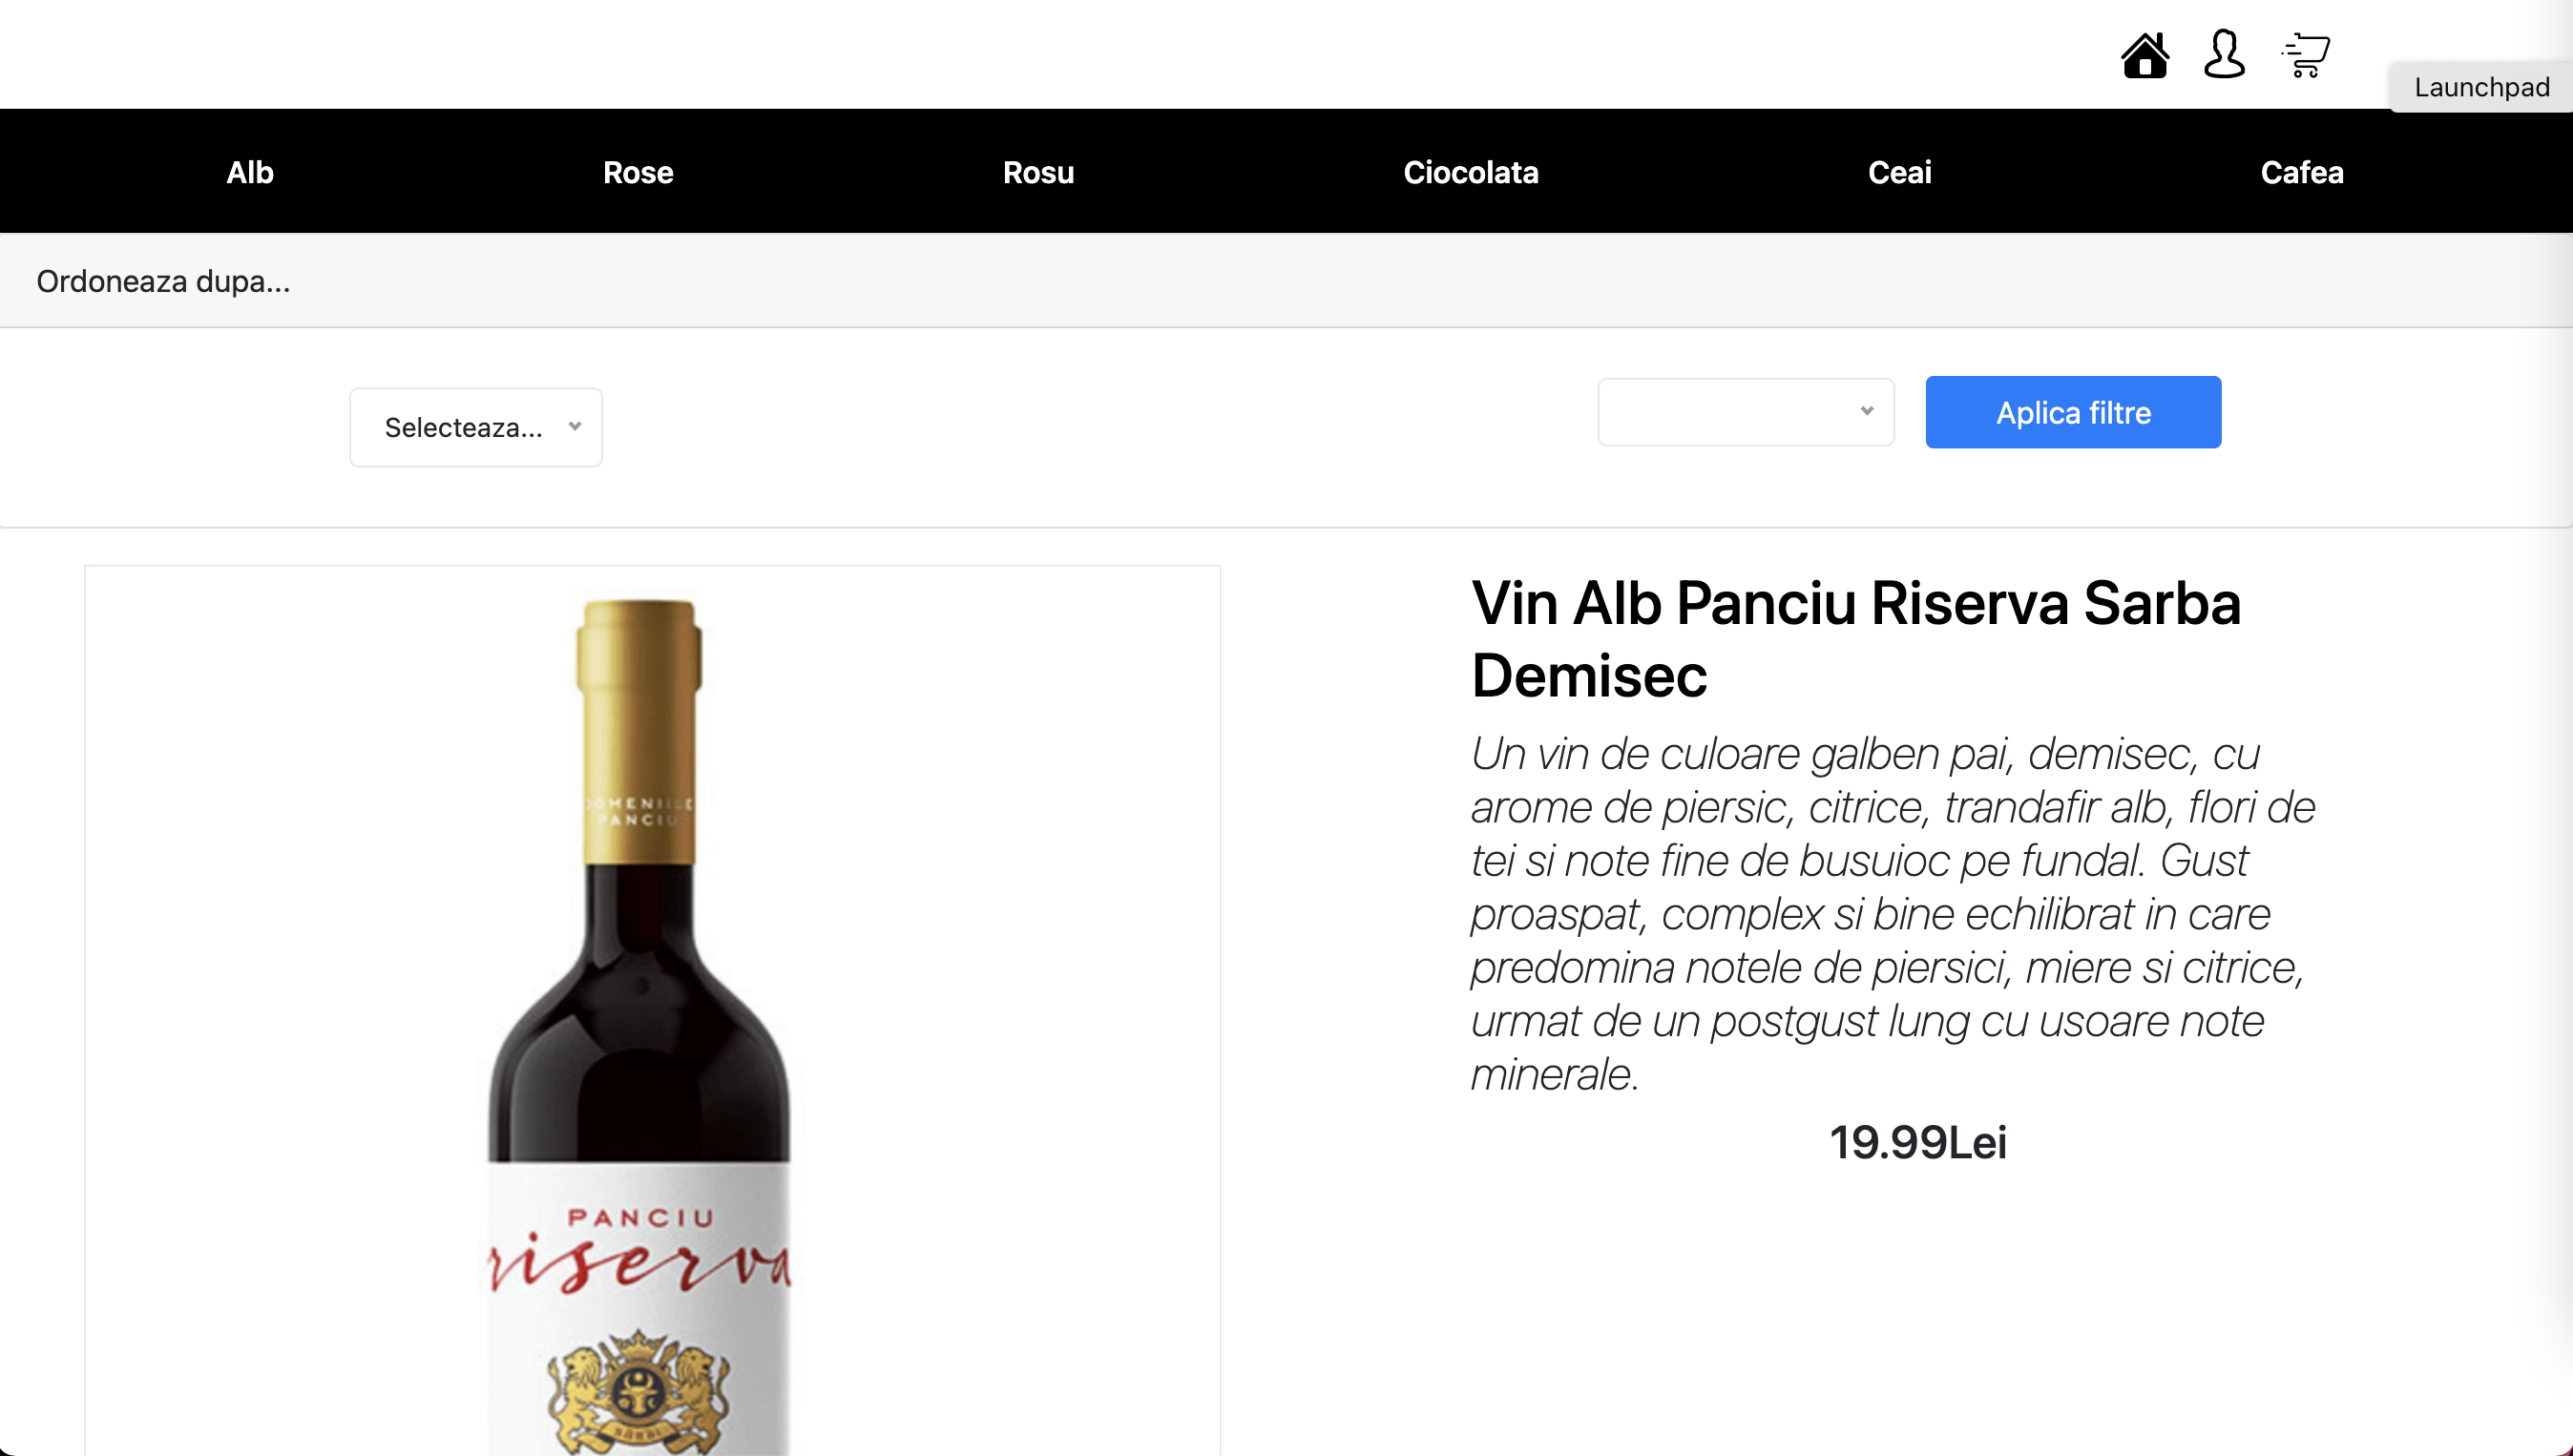 Launchpad
Alb Rose Rosu Ciocolata Ceai Cafea
Ordoneaza dupa...
Selecteaza...
Aplica filtre
Vin Alb Panciu Riserva Sarba
Demisec
Un vin de culoare galben pai, demisec, cu
arome de piersic, citrice, trandafir alb, flori de
tei si note fine de busuioc pe fundal. Gust
proaspat, complex si bine echilibrat in care
predomina notele de piersici, miere si citrice,
urmat de un postgust lung cu usoare note
minerale.
19.99Lei
DOMENIILE
PANCIU
PANCIU
riserva